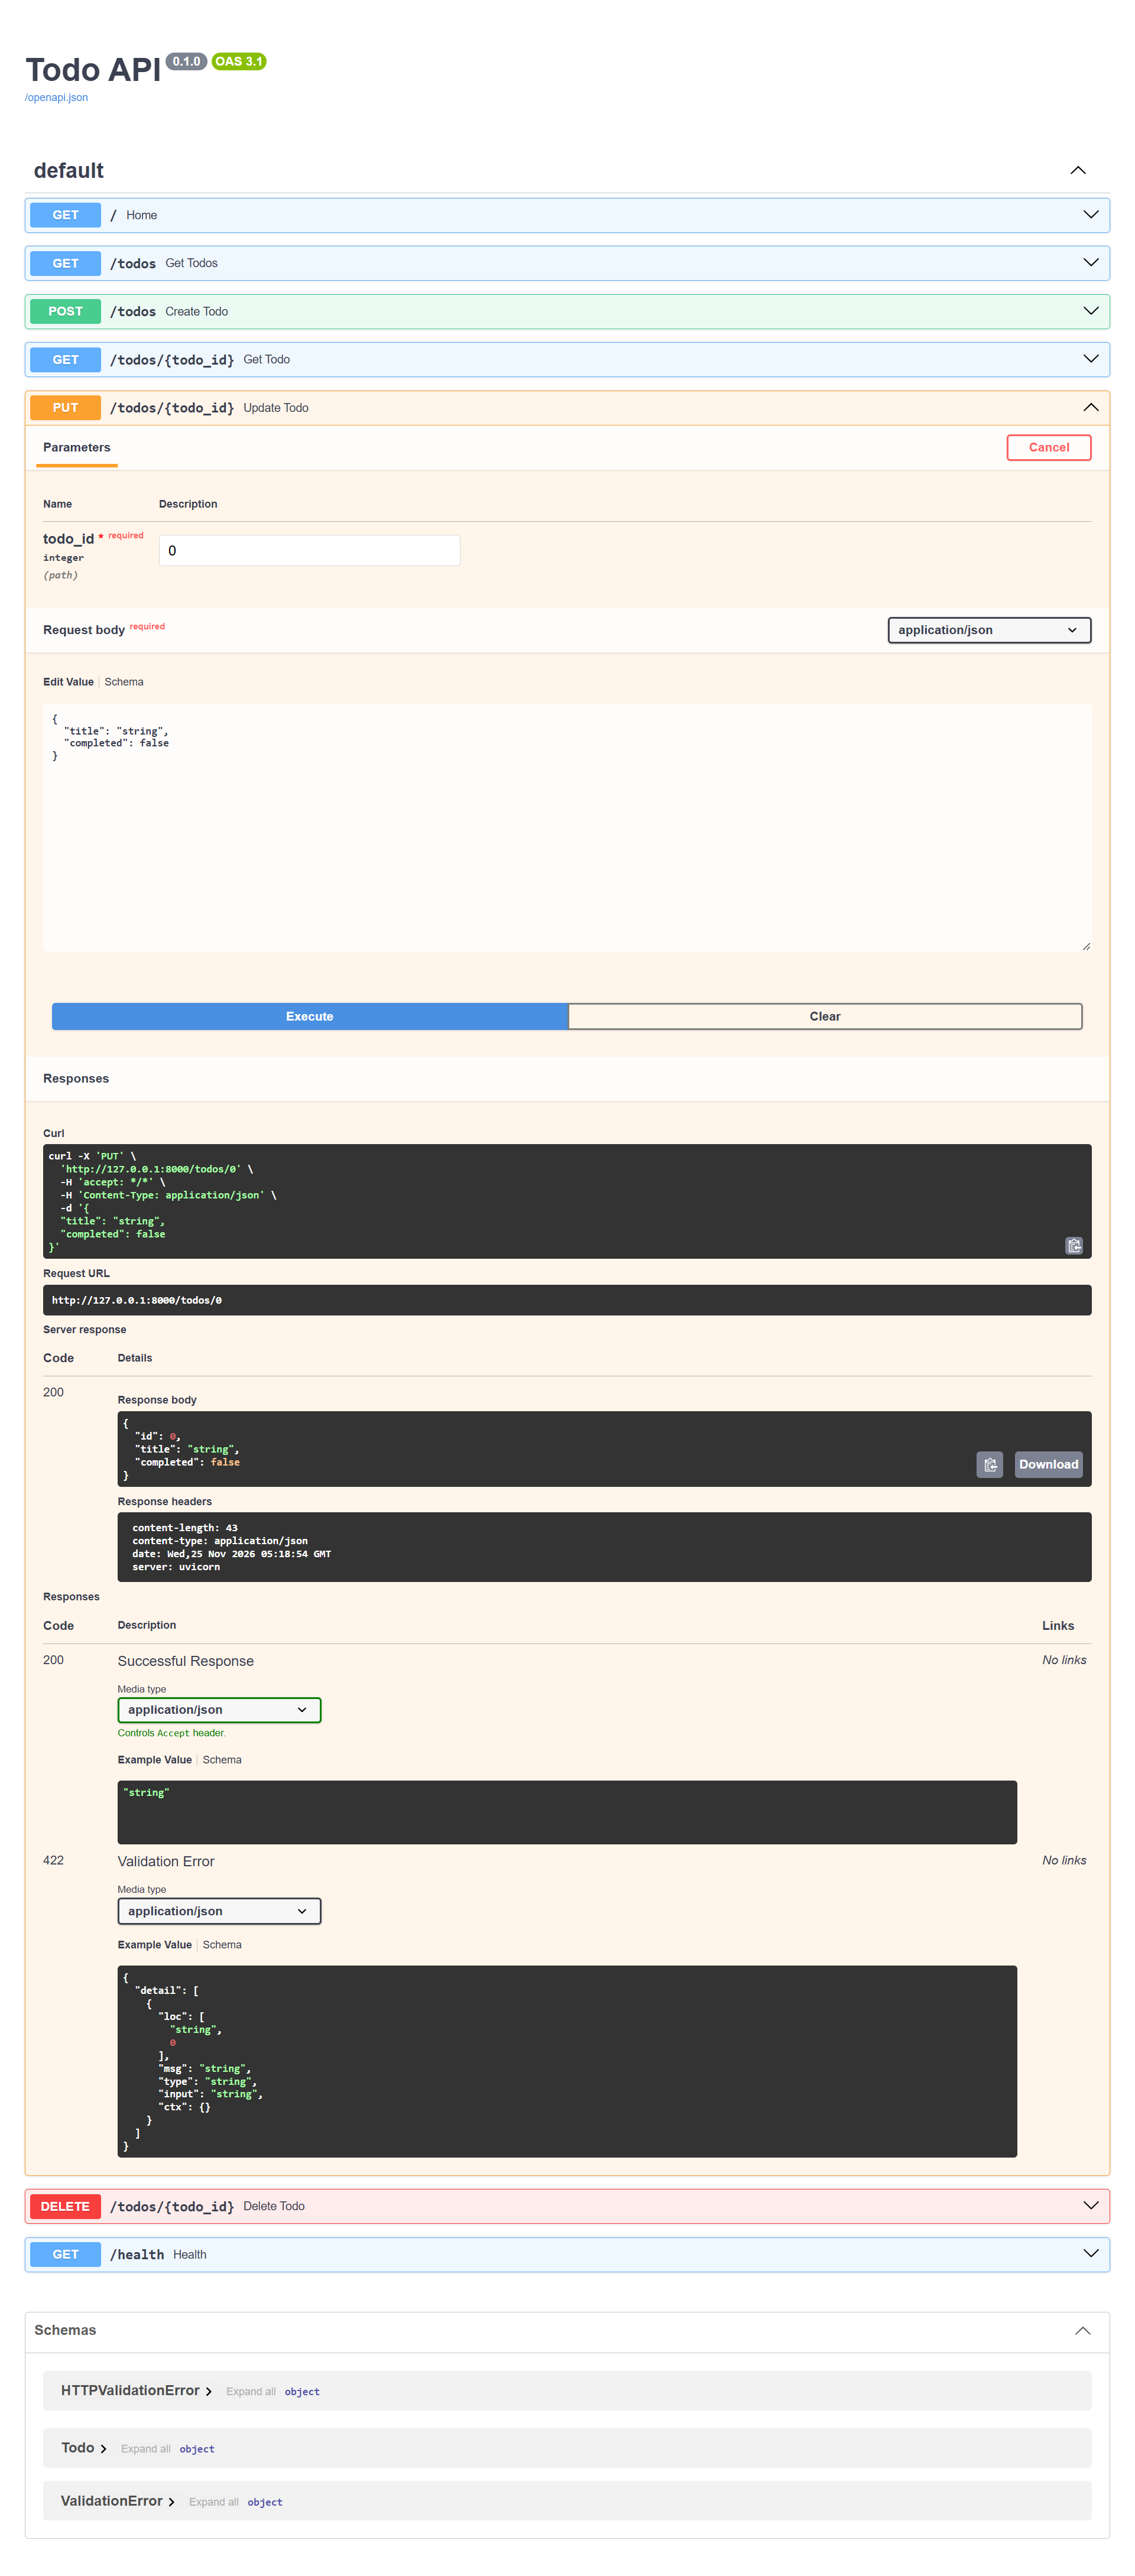 Todo API 0.1.0 OAS 3.1
/openapi.json
default
GET / Home
GET /todos Get Todos
POST /todos Create Todo
GET /todos/{todo_id} Get Todo
PUT /todos/{todo_id} Update Todo
Parameters Cancel
Name Description
todo_id * required
integer
(path)
0
Request body required application/json
Edit Value Schema
{
  "title": "string",
  "completed": false
}
Execute Clear
Responses
Curl
curl -X 'PUT' \
  'http://127.0.0.1:8000/todos/0' \
  -H 'accept: */*' \
  -H 'Content-Type: application/json' \
  -d '{
  "title": "string",
  "completed": false
}'
Request URL
http://127.0.0.1:8000/todos/0
Server response
Code Details
200
Response body
{
  "id": 0,
  "title": "string",
  "completed": false
}
Download
Response headers
content-length: 43
content-type: application/json
date: Wed,25 Nov 2026 05:18:54 GMT
server: uvicorn
Responses
Code Description Links
200 Successful Response No links
Media type
application/json
Controls Accept header.
Example Value Schema
"string"
422 Validation Error No links
Media type
application/json
Example Value Schema
{
  "detail": [
    {
      "loc": [
        "string",
        0
      ],
      "msg": "string",
      "type": "string",
      "input": "string",
      "ctx": {}
    }
  ]
}
DELETE /todos/{todo_id} Delete Todo
GET /health Health
Schemas
HTTPValidationError Expand all object
Todo Expand all object
ValidationError Expand all object